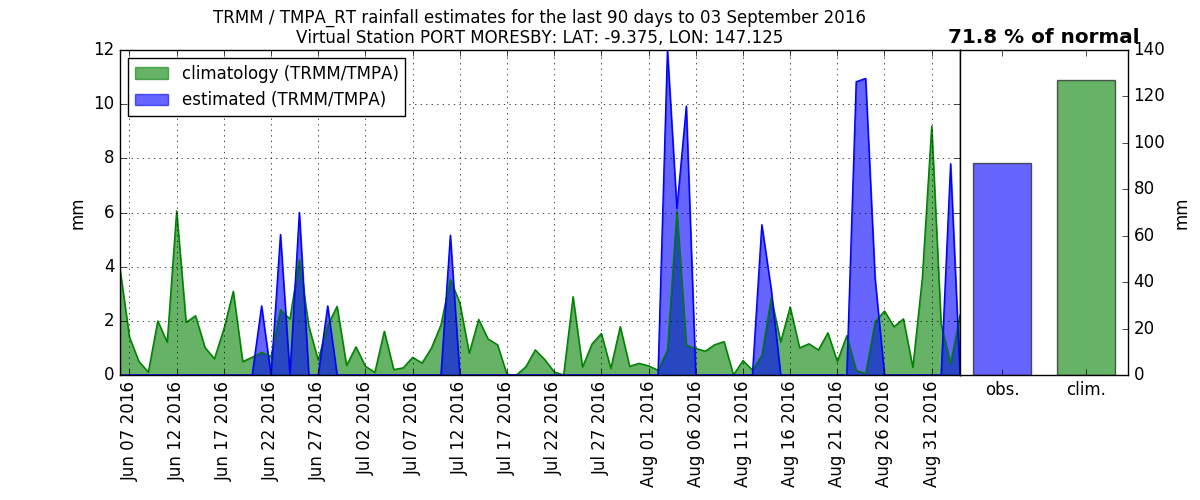 TRMM / TMPA_RT rainfall estimates for the last 90 days to 03 September 2016
Virtual Station PORT MORESBY: LAT: -9.375, LON: 147.125
71.8 % of normal
climatology (TRMM/TMPA)
estimated (TRMM/TMPA)
12
10
8
6
4
2
0
mm
Jun 07 2016
Jun 12 2016
Jun 17 2016
Jun 22 2016
Jun 27 2016
Jul 02 2016
Jul 07 2016
Jul 12 2016
Jul 17 2016
Jul 22 2016
Jul 27 2016
Aug 01 2016
Aug 06 2016
Aug 11 2016
Aug 16 2016
Aug 21 2016
Aug 26 2016
Aug 31 2016
obs.
clim.
140
120
100
80
60
40
20
0
mm